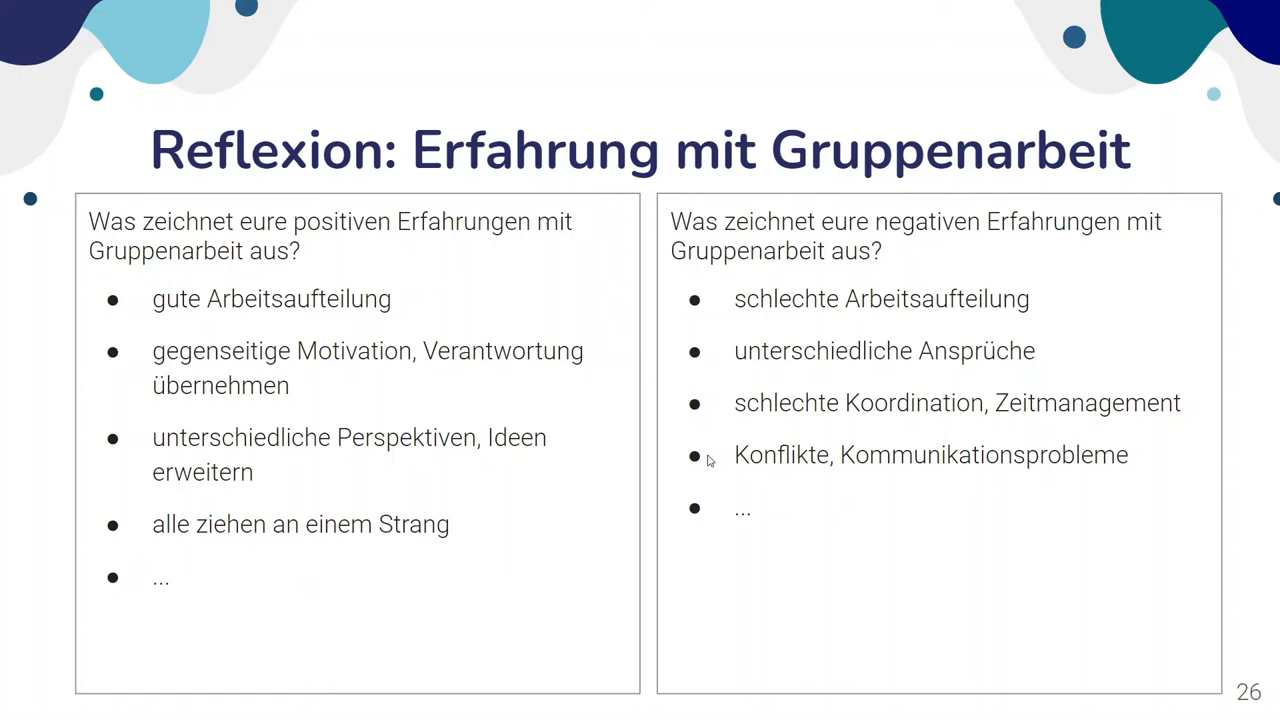 Reflexion: Erfahrung mit Gruppenarbeit
Was zeichnet eure positiven Erfahrungen mit
Gruppenarbeit aus?
● gute Arbeitsaufteilung
● gegenseitige Motivation, Verantwortung
übernehmen
● unterschiedliche Perspektiven, Ideen
erweitern
● alle ziehen an einem Strang
● ...
Was zeichnet eure negativen Erfahrungen mit
Gruppenarbeit aus?
● schlechte Arbeitsaufteilung
● unterschiedliche Ansprüche
● schlechte Koordination, Zeitmanagement
● Konflikte, Kommunikationsprobleme
● ...
26